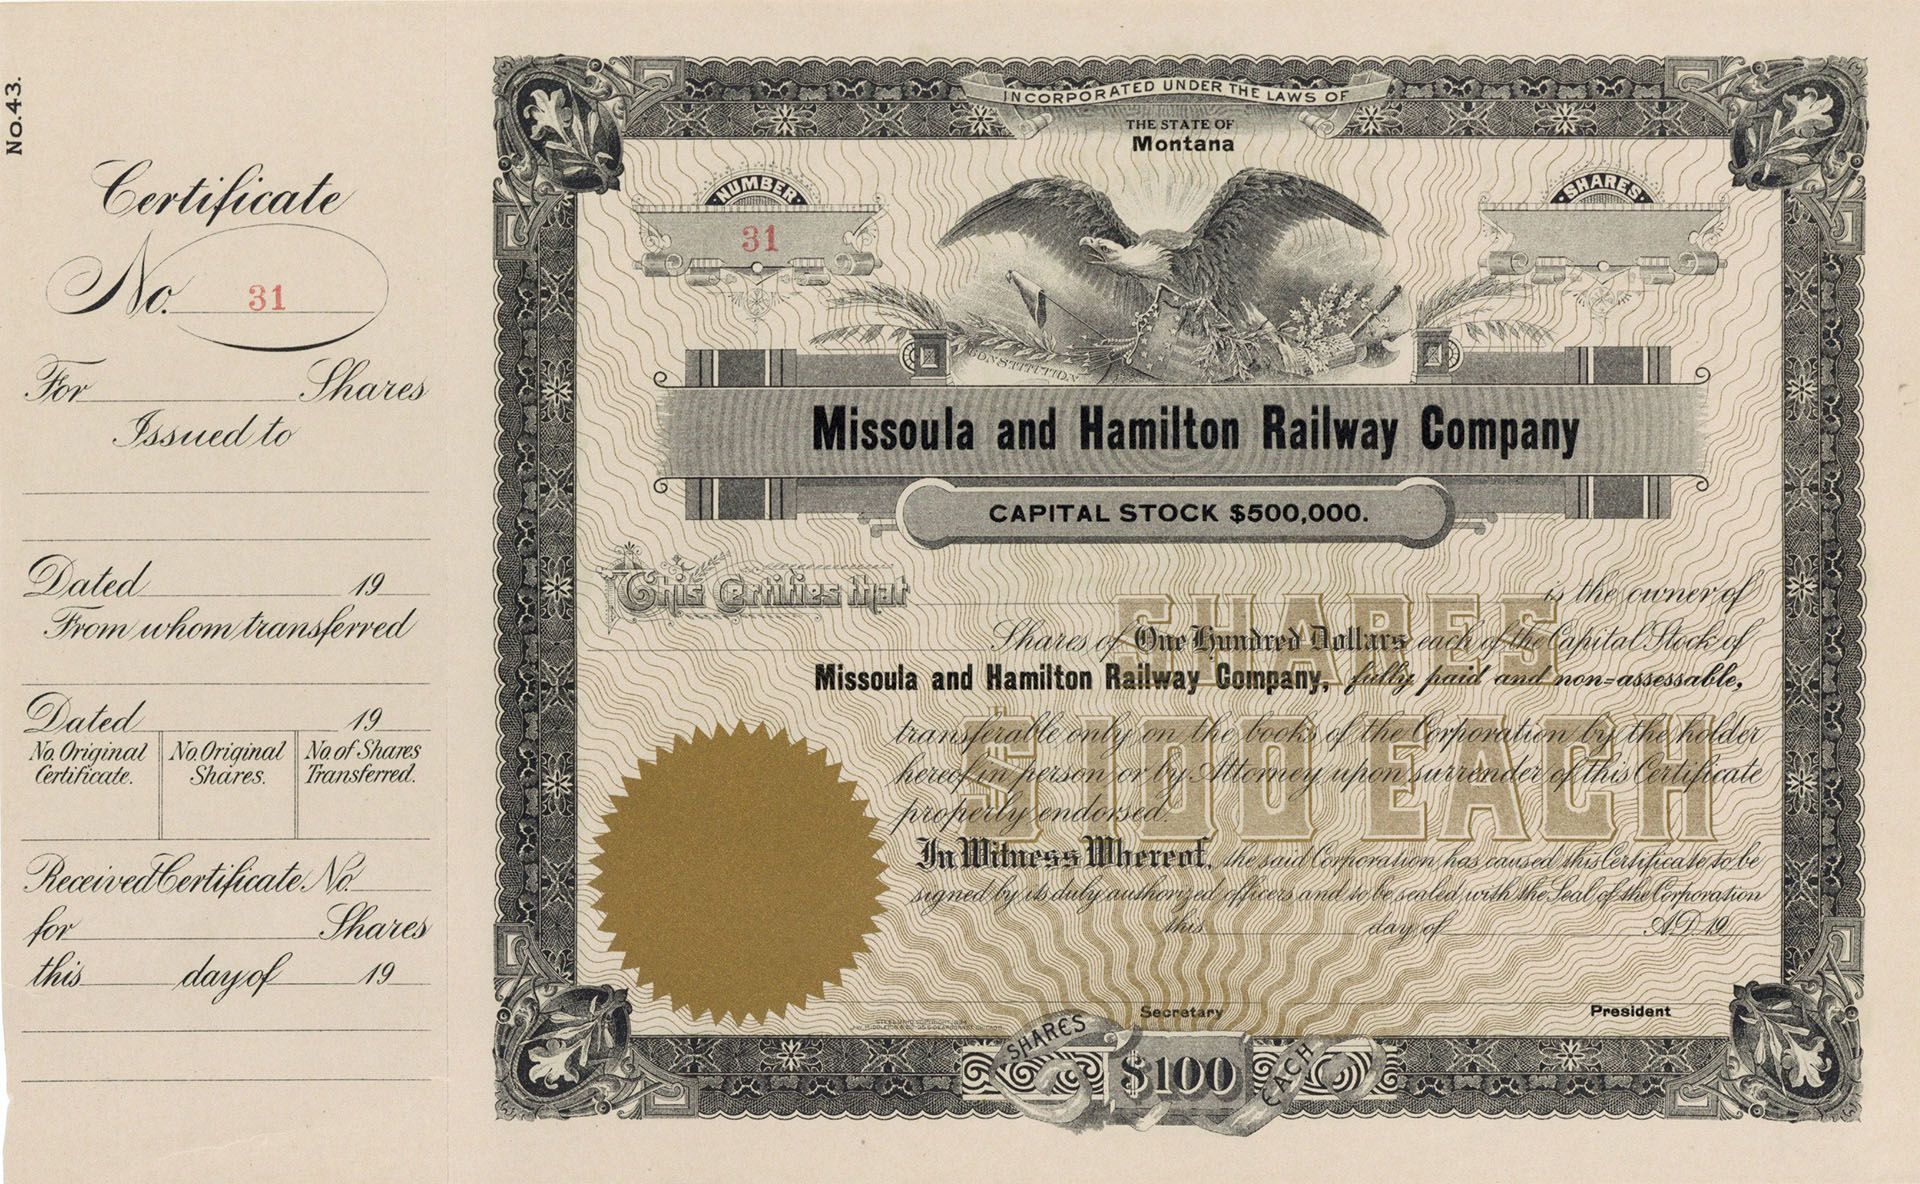 No. 43.
Certificate
No. 31
For Shares
Issued to
Dated 19
From whom transferred
Dated 19
No. Original Certificate.
No. Original Shares.
No. of Shares Transferred.
Received Certificate No.
for Shares
this day of 19
INCORPORATED UNDER THE LAWS OF
THE STATE OF
Montana
NUMBER
31
SHARES
CONSTITUTION
Missoula and Hamilton Railway Company
CAPITAL STOCK $500,000.
This Certifies that is the owner of
Shares of One Hundred Dollars each of the Capital Stock of
Missoula and Hamilton Railway Company, fully paid and non=assessable,
transferable only on the books of the Corporation by the holder
hereof in person or by Attorney upon surrender of this Certificate
properly endorsed.
SHARES
$100 EACH
In Witness Whereof, the said Corporation has caused this Certificate to be
signed by its duly authorized officers and to be sealed with the Seal of the Corporation
this day of A.D. 19
Secretary
President
SHARES
$100
EACH